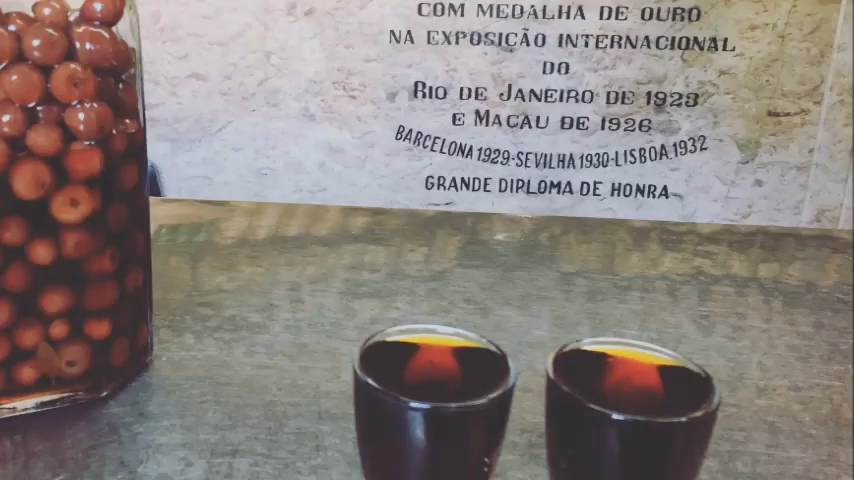 COM MEDALHA DE OURO
NA EXPOSIÇÃO INTERNACIONAL
DO
RIO DE JANEIRO DE 1923
E MACAU DE 1926
BARCELONA 1929-SEVILHA 1930-LISBOA.1932
GRANDE DIPLOMA DE HONRA